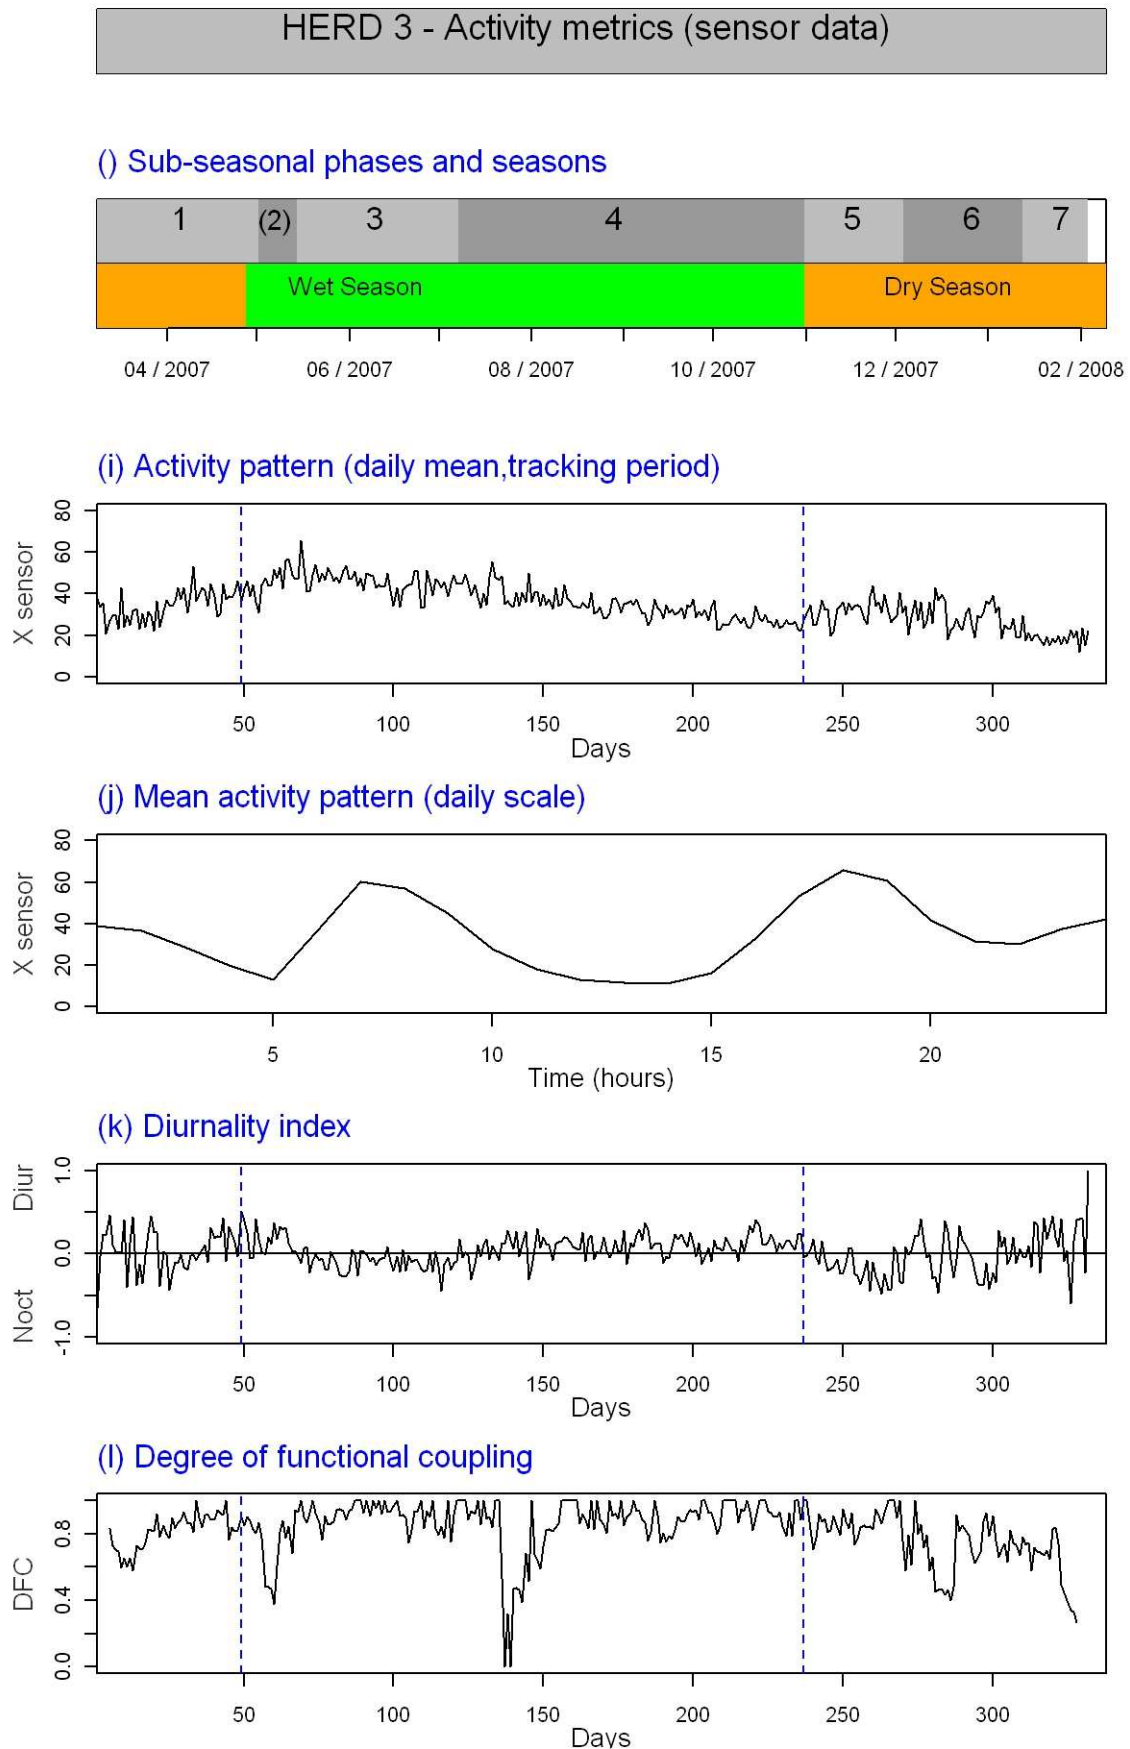 HERD 3 - Activity metrics (sensor data)
() Sub-seasonal phases and seasons
1 (2) 3 4 5 6 7
Wet Season Dry Season
04 / 2007 06 / 2007 08 / 2007 10 / 2007 12 / 2007 02 / 2008
(i) Activity pattern (daily mean,tracking period)
X sensor
80
60
40
20
0
50 100 150 200 250 300
Days
(j) Mean activity pattern (daily scale)
X sensor
80
60
40
20
0
5 10 15 20
Time (hours)
(k) Diurnality index
Noct Diur
1.0
0.0
-1.0
50 100 150 200 250 300
Days
(l) Degree of functional coupling
DFC
0.8
0.4
0.0
50 100 150 200 250 300
Days